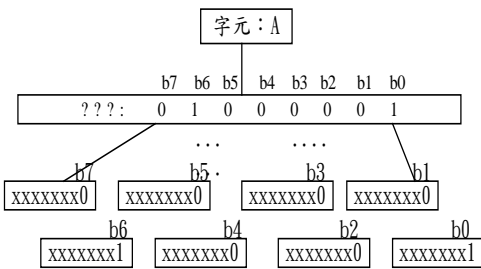 字元：A
b7 b6 b5 b4 b3 b2 b1 b0
???: 0 1 0 0 0 0 0 1
... ....
...
b7 b5 b3 b1
xxxxxxx0 xxxxxxx0 xxxxxxx0 xxxxxxx0
b6 b4 b2 b0
xxxxxxx1 xxxxxxx0 xxxxxxx0 xxxxxxx1